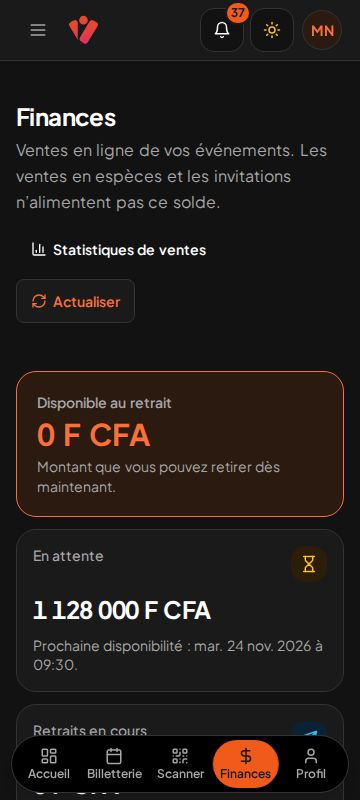 37
MN
Finances
Ventes en ligne de vos événements. Les
ventes en espèces et les invitations
n'alimentent pas ce solde.
Statistiques de ventes
Actualiser
Disponible au retrait
0 F CFA
Montant que vous pouvez retirer dès
maintenant.
En attente
1 128 000 F CFA
Prochaine disponibilité : mar. 24 nov. 2026 à
09:30.
Retraits en cours
Accueil
Billetterie
Scanner
Finances
Profil